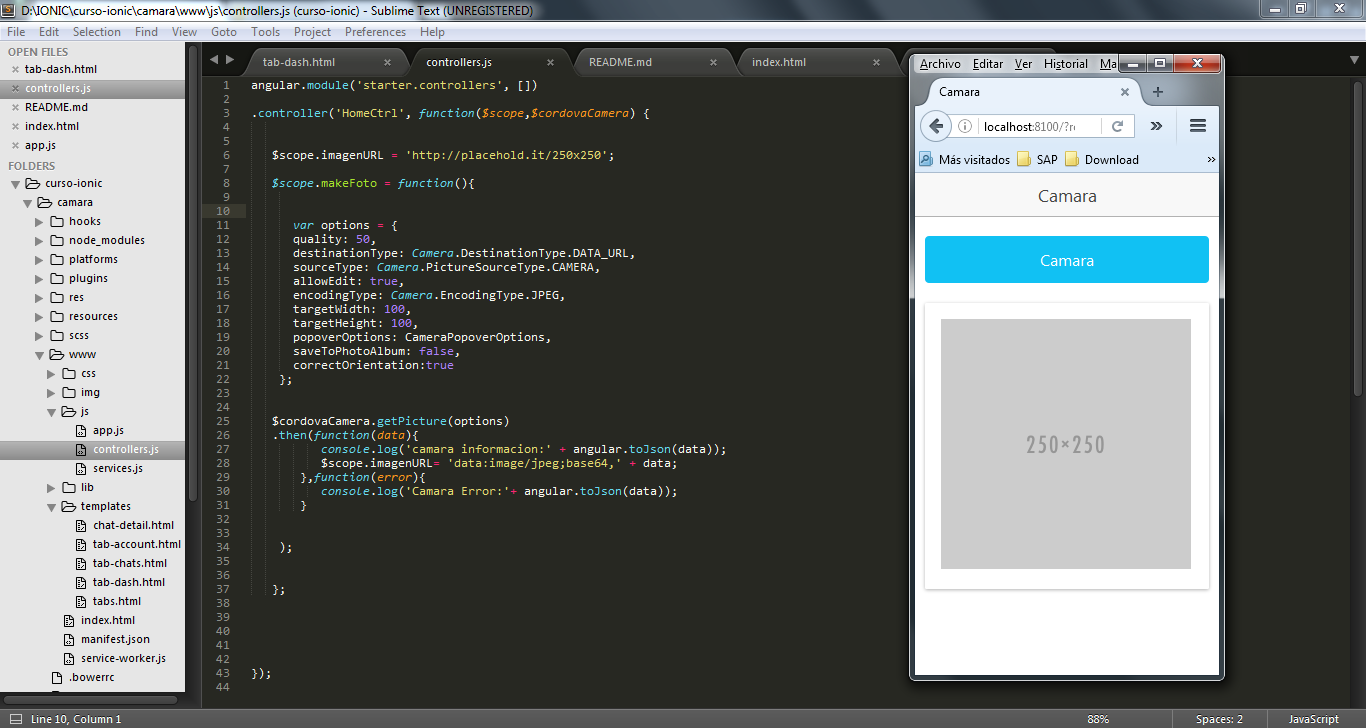 D:\IONIC\curso-ionic\camara\www\js\controllers.js (curso-ionic) - Sublime Text (UNREGISTERED)
File Edit Selection Find View Goto Tools Project Preferences Help
OPEN FILES
tab-dash.html
controllers.js
README.md
index.html
app.js
FOLDERS
curso-ionic
camara
hooks
node_modules
platforms
plugins
res
resources
scss
www
css
img
js
app.js
controllers.js
services.js
lib
templates
chat-detail.html
tab-account.html
tab-chats.html
tab-dash.html
tabs.html
index.html
manifest.json
service-worker.js
.bowerrc
tab-dash.html controllers.js README.md index.html
1 angular.module('starter.controllers', [])
2
3 .controller('HomeCtrl', function($scope,$cordovaCamera) {
4
5
6 $scope.imagenURL = 'http://placehold.it/250x250';
7
8 $scope.makeFoto = function(){
9
10
11 var options = {
12 quality: 50,
13 destinationType: Camera.DestinationType.DATA_URL,
14 sourceType: Camera.PictureSourceType.CAMERA,
15 allowEdit: true,
16 encodingType: Camera.EncodingType.JPEG,
17 targetWidth: 100,
18 targetHeight: 100,
19 popoverOptions: CameraPopoverOptions,
20 saveToPhotoAlbum: false,
21 correctOrientation:true
22 };
23
24
25 $cordovaCamera.getPicture(options)
26 .then(function(data){
27 console.log('camara informacion:' + angular.toJson(data));
28 $scope.imagenURL= 'data:image/jpeg;base64,' + data;
29 },function(error){
30 console.log('Camara Error:'+ angular.toJson(data));
31 }
32
33
34 );
35
36
37 };
38
39
40
41
42
43 });
44
Archivo Editar Ver Historial Ma
Camara
localhost:8100/?r
Más visitados SAP Download
Camara
Camara
250×250
Line 10, Column 1
88%
Spaces: 2
JavaScript